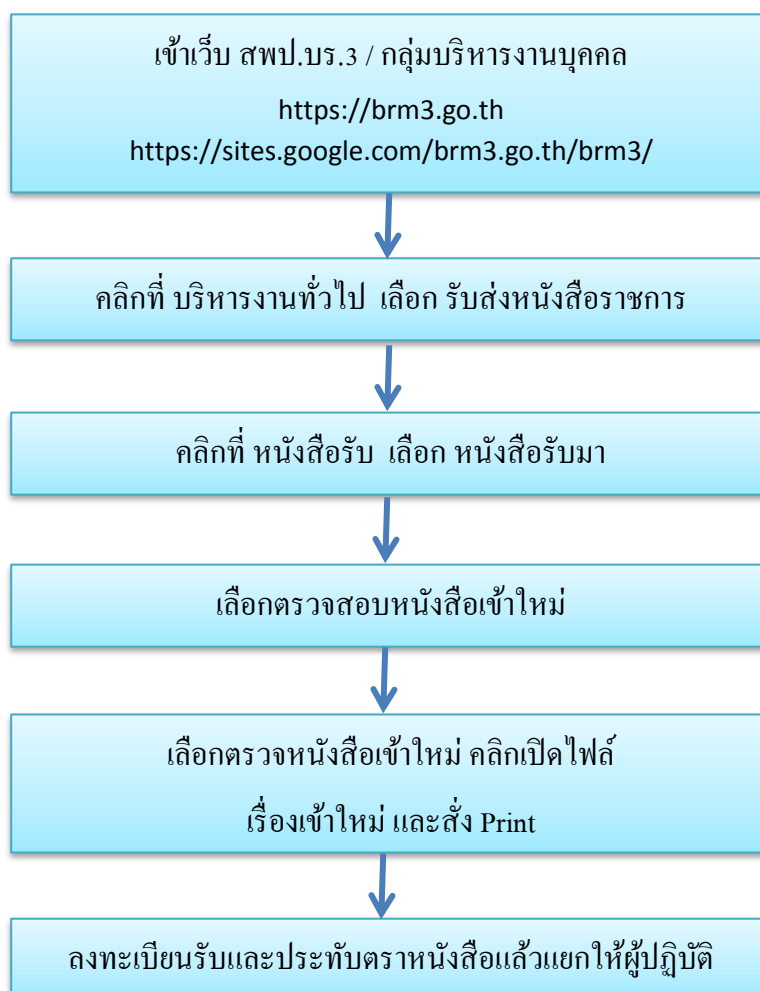 เข้าเว็บ สพป.บร.3 / กลุ่มบริหารงานบุคคล
https://brm3.go.th
https://sites.google.com/brm3.go.th/brm3/
คลิกที่ บริหารงานทั่วไป เลือก รับส่งหนังสือราชการ
คลิกที่ หนังสือรับ เลือก หนังสือรับมา
เลือกตรวจสอบหนังสือเข้าใหม่
เลือกตรวจหนังสือเข้าใหม่ คลิกเปิดไฟล์
เรื่องเข้าใหม่ และสั่ง Print
ลงทะเบียนรับและประทับตราหนังสือแล้วแยกให้ผู้ปฏิบัติ